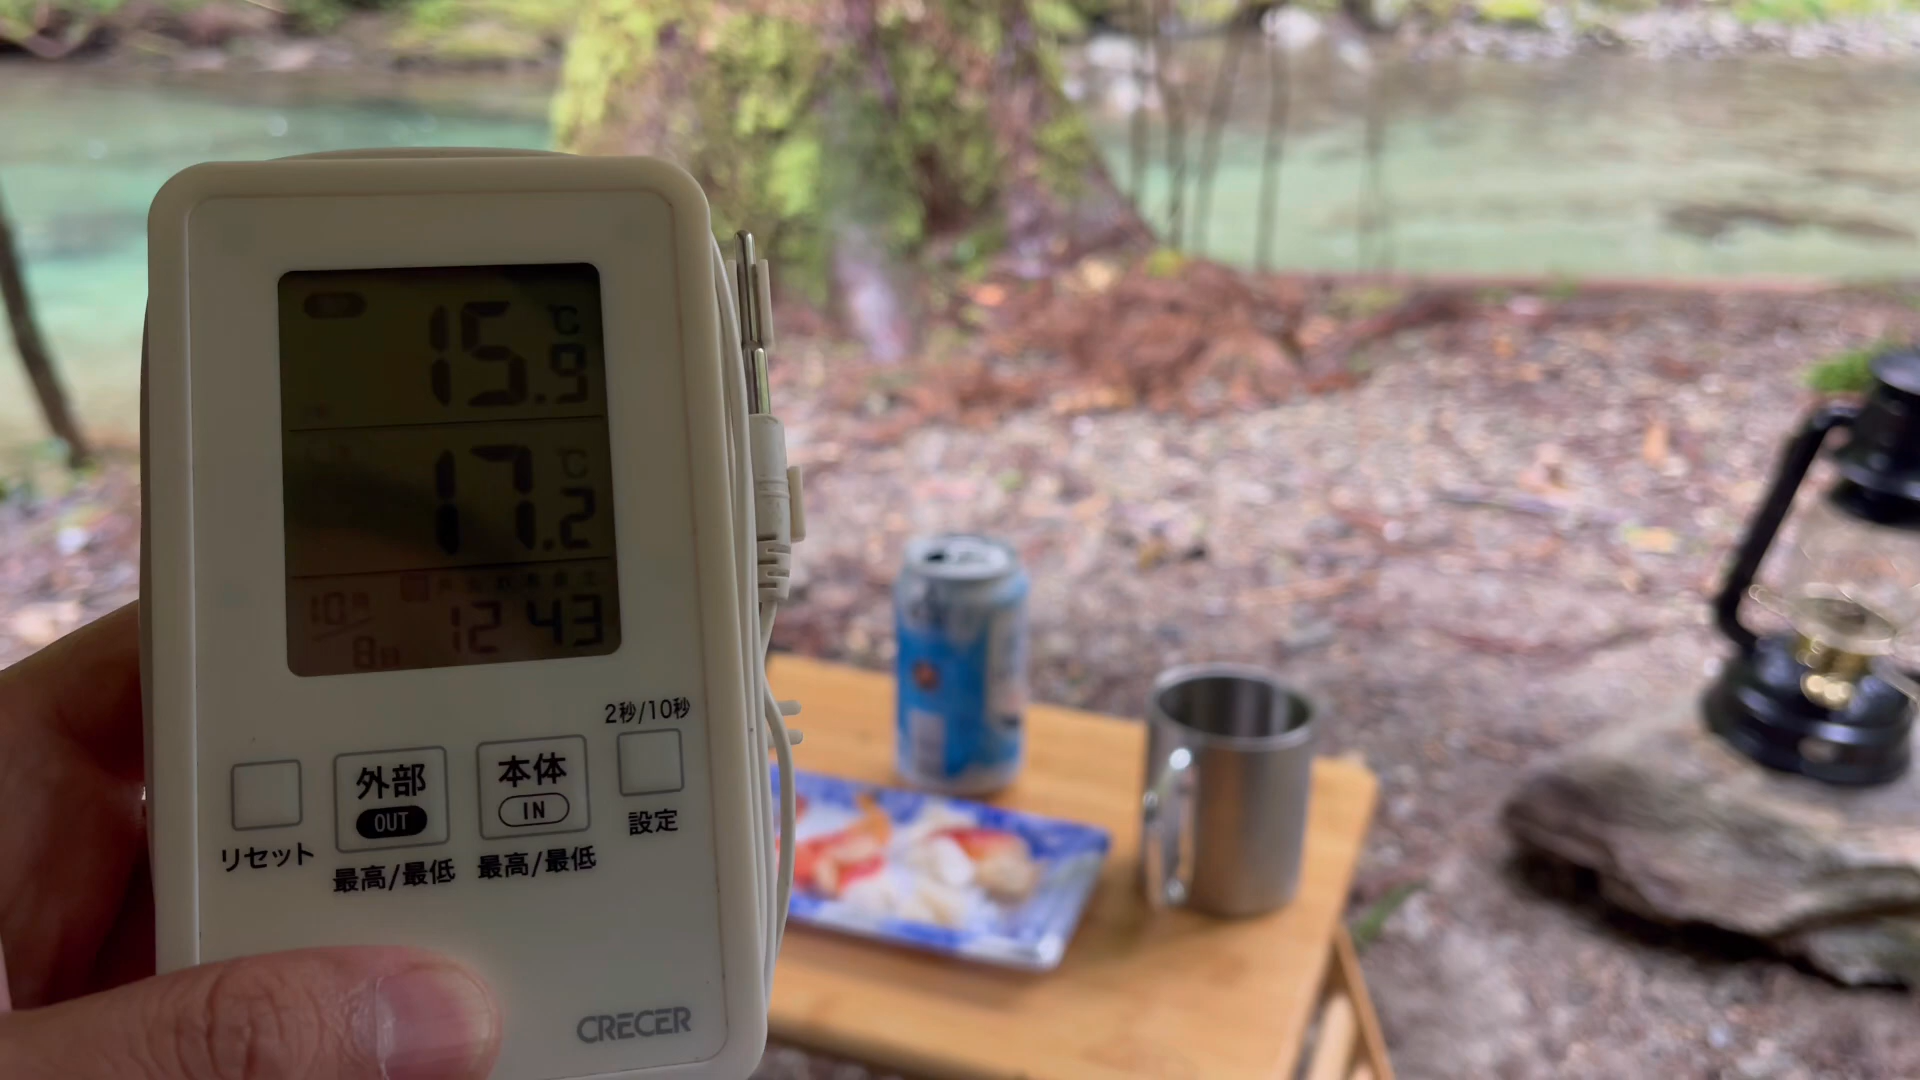 15.9℃
17.2℃
10月
8日 12 43
2秒/10秒
外部 本体
OUT IN
リセット 最高/最低 最高/最低 設定
CRECER